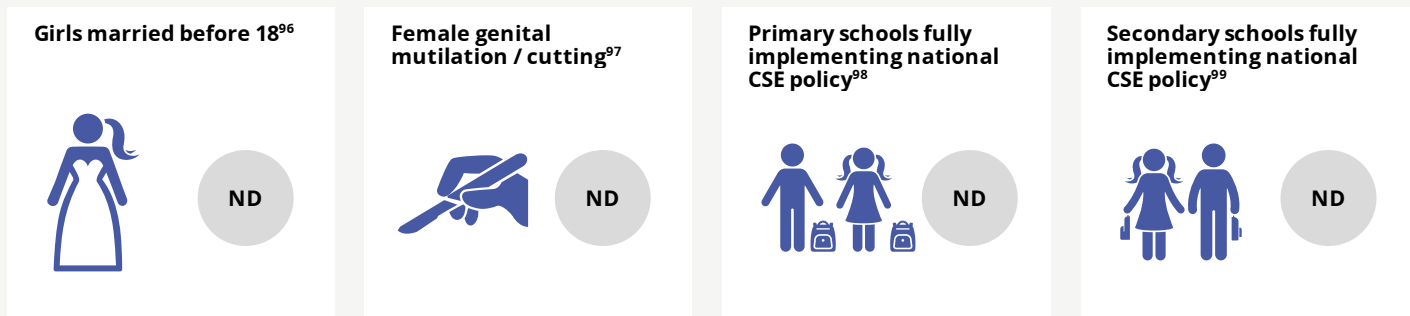 Girls married before 18⁹⁶
ND
Female genital
mutilation / cutting⁹⁷
ND
Primary schools fully
implementing national
CSE policy⁹⁸
ND
Secondary schools fully
implementing national
CSE policy⁹⁹
ND